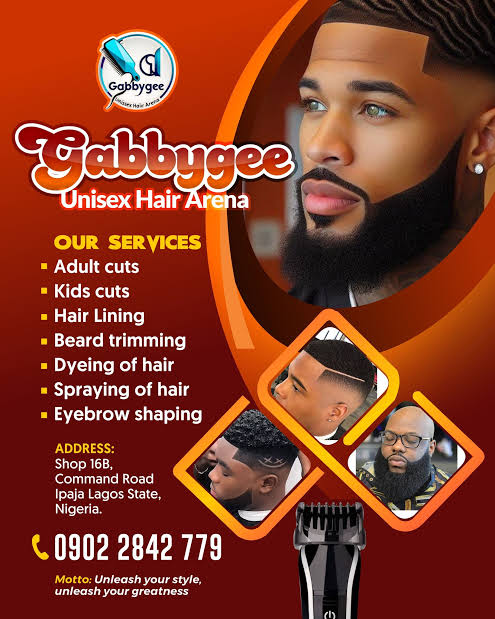 Gabbygee
Unisex Hair Arena
Gabbygee
Unisex Hair Arena
OUR SERVICES
Adult cuts
Kids cuts
Hair Lining
Beard trimming
Dyeing of hair
Spraying of hair
Eyebrow shaping
ADDRESS:
Shop 16B,
Command Road
Ipaja Lagos State,
Nigeria.
0902 2842 779
Motto: Unleash your style,
unleash your greatness